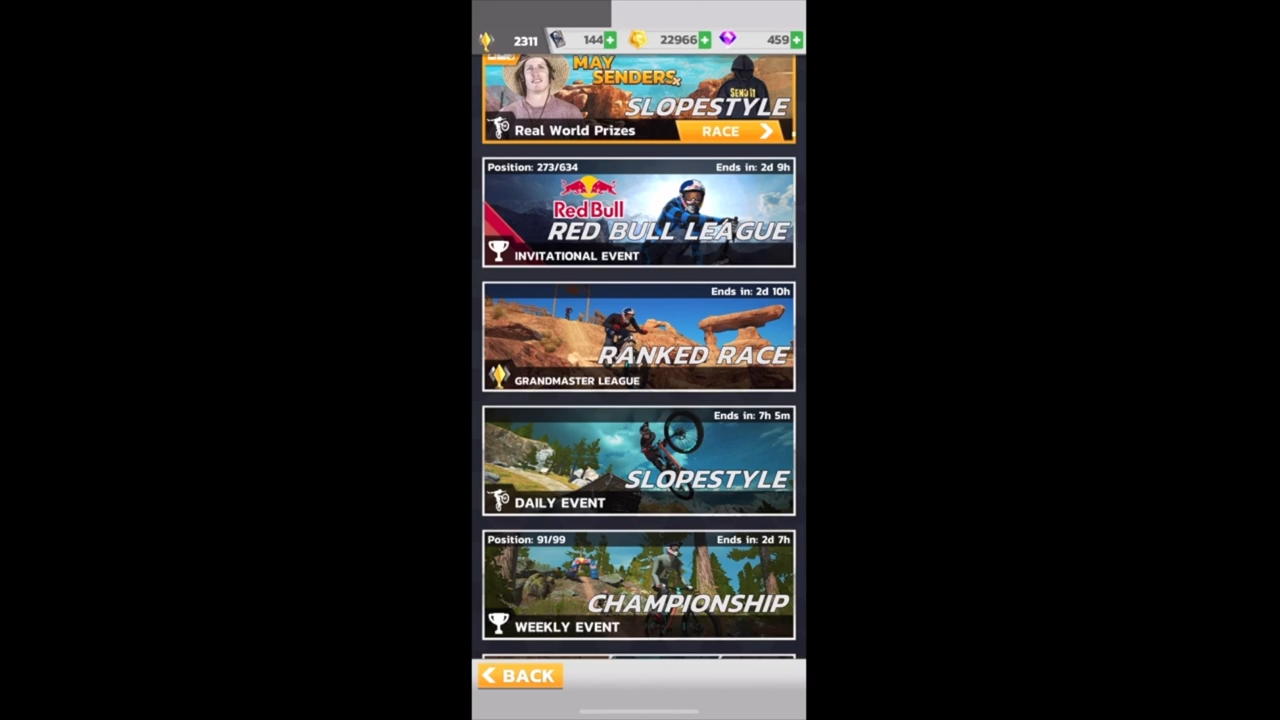 2311 144 22966 459
MAY
SENDERS
SEND IT
SLOPESTYLE
Real World Prizes RACE
Position: 273/634 Ends in: 2d 9h
Red Bull
RED BULL LEAGUE
INVITATIONAL EVENT
Ends in: 2d 10h
RANKED RACE
GRANDMASTER LEAGUE
Ends in: 7h 5m
SLOPESTYLE
DAILY EVENT
Position: 91/99 Ends in: 2d 7h
CHAMPIONSHIP
WEEKLY EVENT
BACK